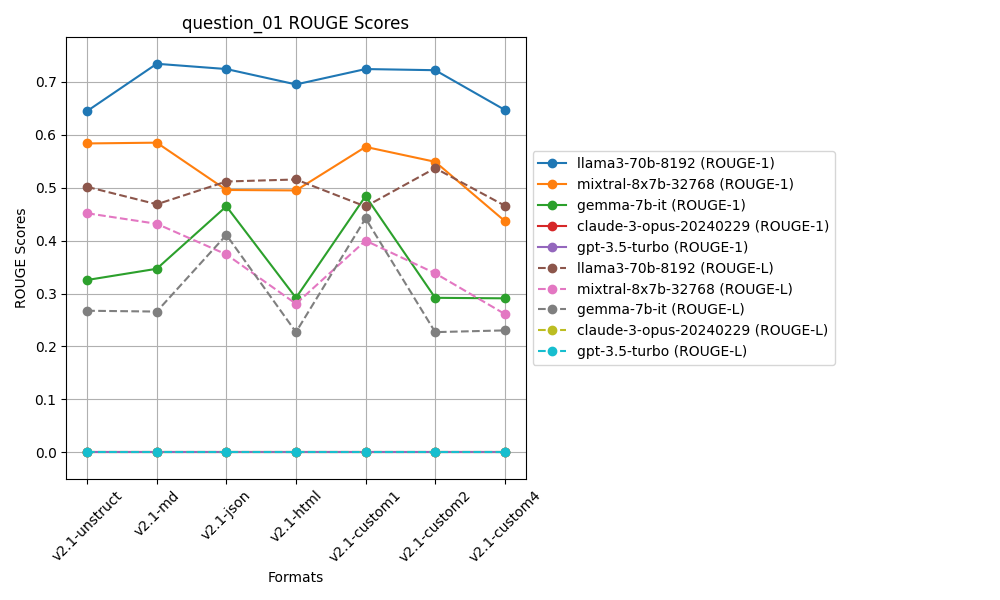 question_01 ROUGE Scores
ROUGE Scores
0.7
0.6
0.5
0.4
0.3
0.2
0.1
0.0
v2.1-unstruct
v2.1-md
v2.1-json
v2.1-html
v2.1-custom1
v2.1-custom2
v2.1-custom4
Formats
llama3-70b-8192 (ROUGE-1)
mixtral-8x7b-32768 (ROUGE-1)
gemma-7b-it (ROUGE-1)
claude-3-opus-20240229 (ROUGE-1)
gpt-3.5-turbo (ROUGE-1)
llama3-70b-8192 (ROUGE-L)
mixtral-8x7b-32768 (ROUGE-L)
gemma-7b-it (ROUGE-L)
claude-3-opus-20240229 (ROUGE-L)
gpt-3.5-turbo (ROUGE-L)